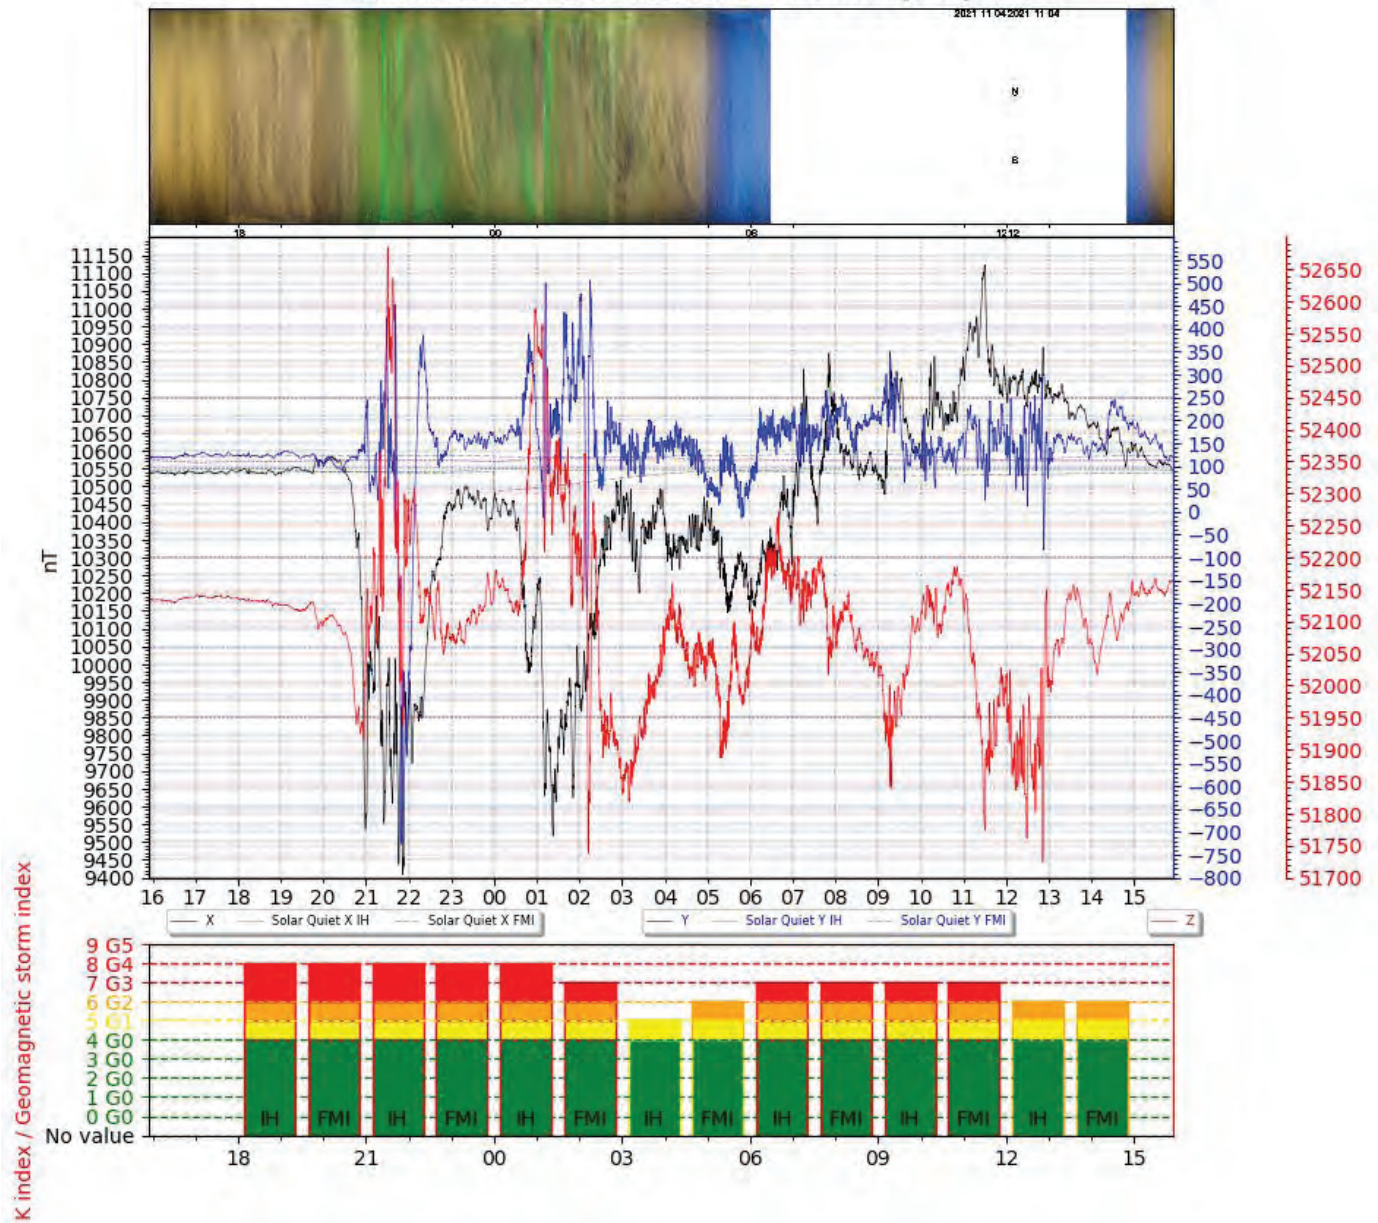 2021 11 04 2021 11 04
N
B
18 00 06 1212
11150 550 52650
11100 500 52600
11050 450 52550
11000 400 52500
10950 350 52450
10900 300 52400
10850 250 52350
10800 200 52300
10750 150 52250
10700 100 52200
10650 50 52150
10600 0 52100
10550 −50 52050
10500 −100 52000
10450 −150 51950
10400 −200 51900
10350 −250 51850
10300 −300 51800
10250 −350 51750
10200 −400 51700
10150 −450
10100 −500
10050 −550
10000 −600
9950 −650
9900 −700
9850 −750
9800 −800
9750
9700
9650
9600
9550
9500
9450
9400
nT
16 17 18 19 20 21 22 23 00 01 02 03 04 05 06 07 08 09 10 11 12 13 14 15
X Solar Quiet X IH Solar Quiet X FMI Y Solar Quiet Y IH Solar Quiet Y FMI Z
K index / Geomagnetic storm index
9 G5
8 G4
7 G3
6 G2
5 G1
4 G0
3 G0
2 G0
1 G0
0 G0
No value
IH FMI IH FMI IH FMI IH FMI IH FMI IH FMI IH FMI
18 21 00 03 06 09 12 15